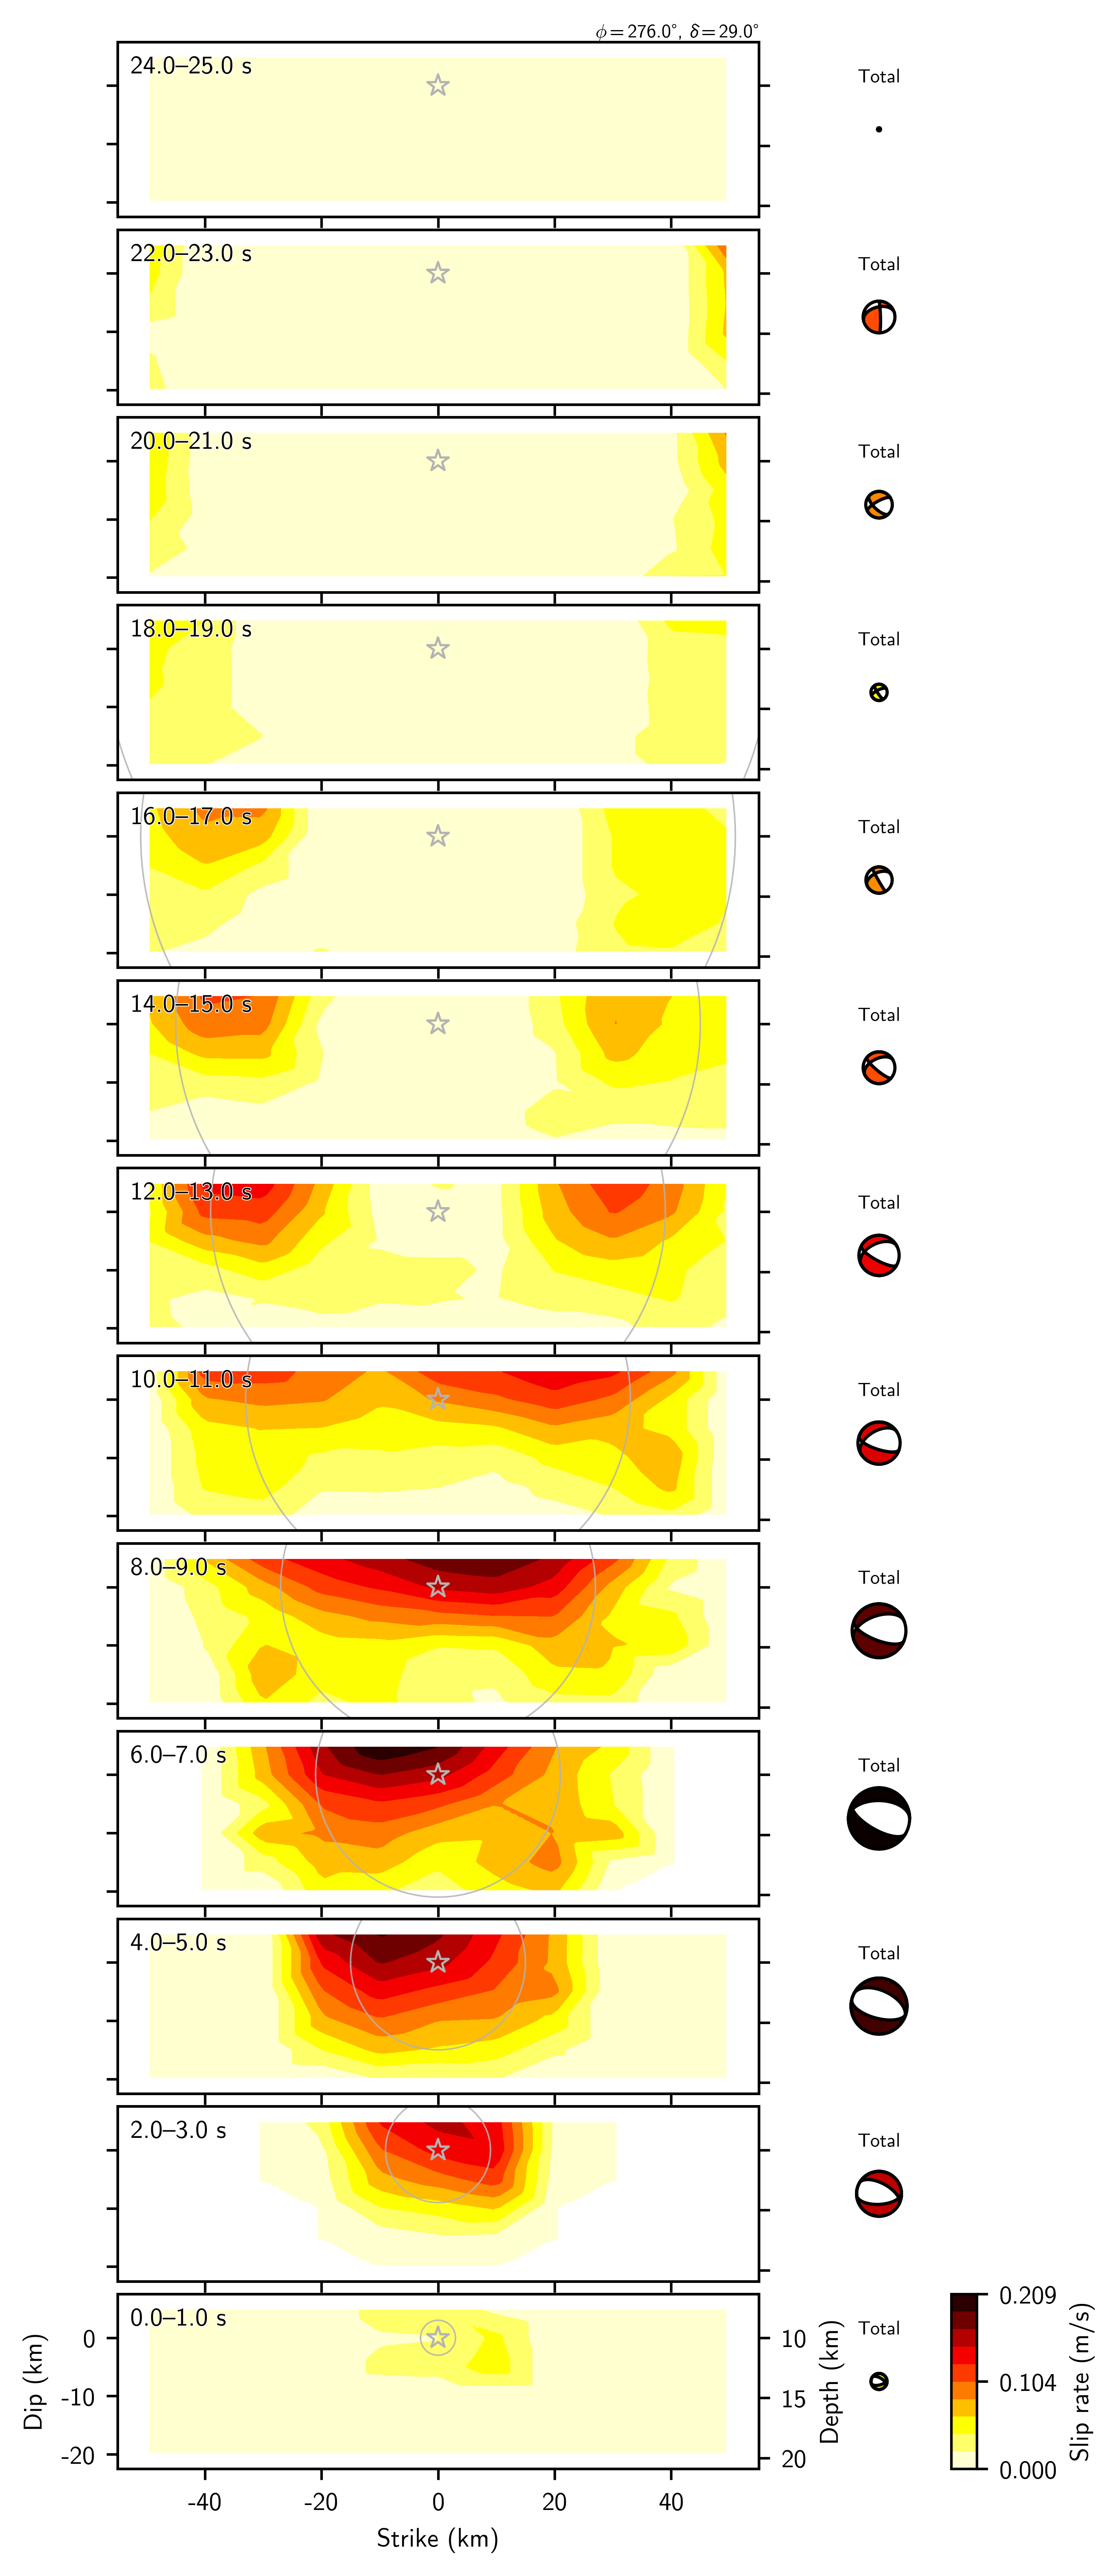 ϕ = 276.0°, δ = 29.0°
24.0–25.0 s
Total
22.0–23.0 s
Total
20.0–21.0 s
Total
18.0–19.0 s
Total
16.0–17.0 s
Total
14.0–15.0 s
Total
12.0–13.0 s
Total
10.0–11.0 s
Total
8.0–9.0 s
Total
6.0–7.0 s
Total
4.0–5.0 s
Total
2.0–3.0 s
Total
0.0–1.0 s
Total
Dip (km)
0
-10
-20
10
15
20
Depth (km)
0.209
0.104
0.000
Slip rate (m/s)
-40 -20 0 20 40
Strike (km)